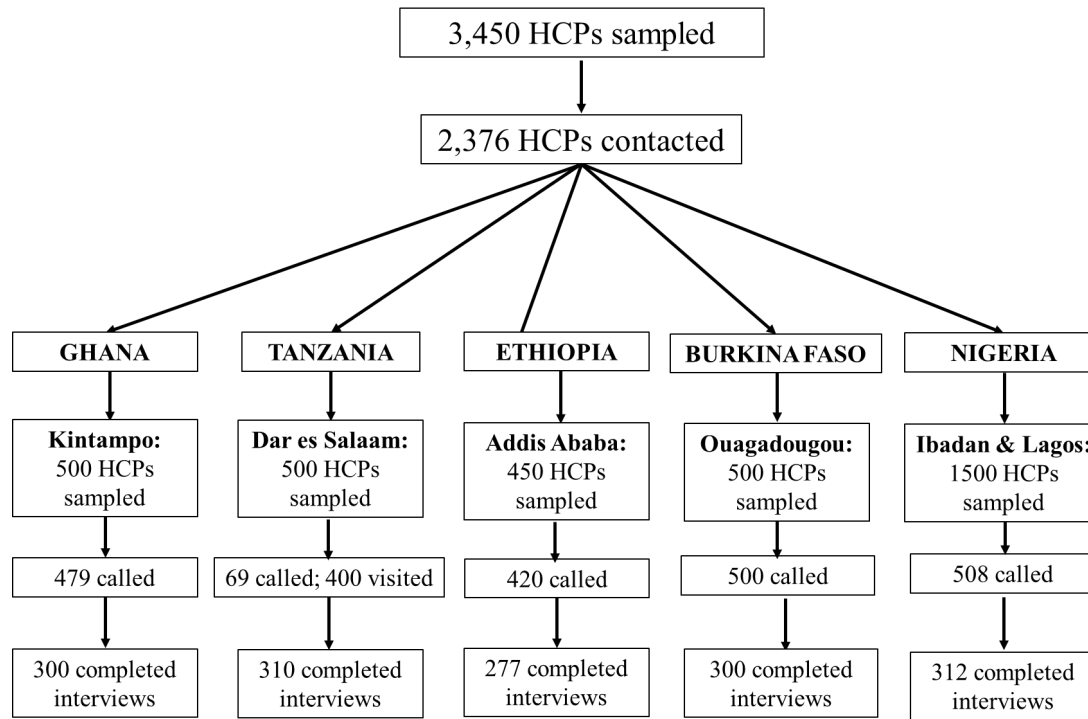 3,450 HCPs sampled
2,376 HCPs contacted
GHANA
TANZANIA
ETHIOPIA
BURKINA FASO
NIGERIA
Kintampo:
500 HCPs
sampled
Dar es Salaam:
500 HCPs
sampled
Addis Ababa:
450 HCPs
sampled
Ouagadougou:
500 HCPs
sampled
Ibadan & Lagos:
1500 HCPs
sampled
479 called
69 called; 400 visited
420 called
500 called
508 called
300 completed
interviews
310 completed
interviews
277 completed
interviews
300 completed
interviews
312 completed
interviews